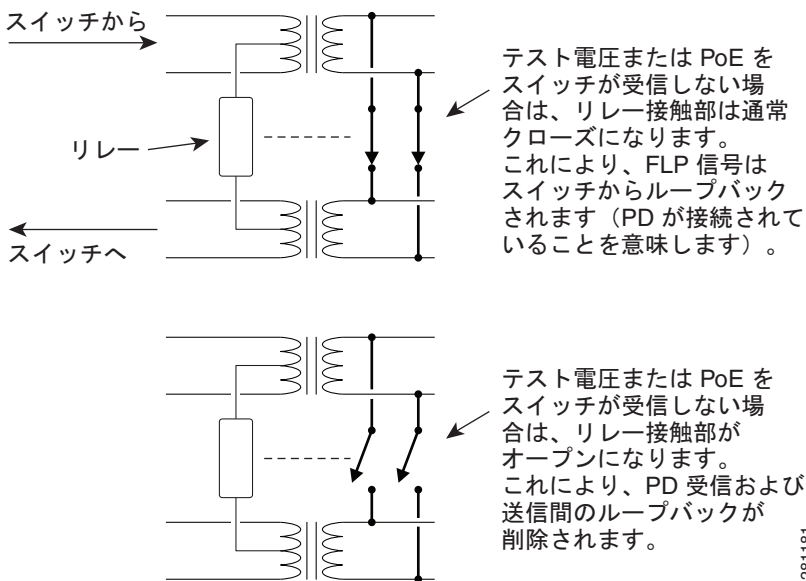 スイッチから
リレー
スイッチへ
テスト電圧または PoE を
スイッチが受信しない場
合は、リレー接触部は通常
クローズになります。
これにより、FLP 信号は
スイッチからループバック
されます（PD が接続されて
いることを意味します）。
テスト電圧または PoE を
スイッチが受信しない場
合は、リレー接触部が
オープンになります。
これにより、PD 受信および
送信間のループバックが
削除されます。
281181